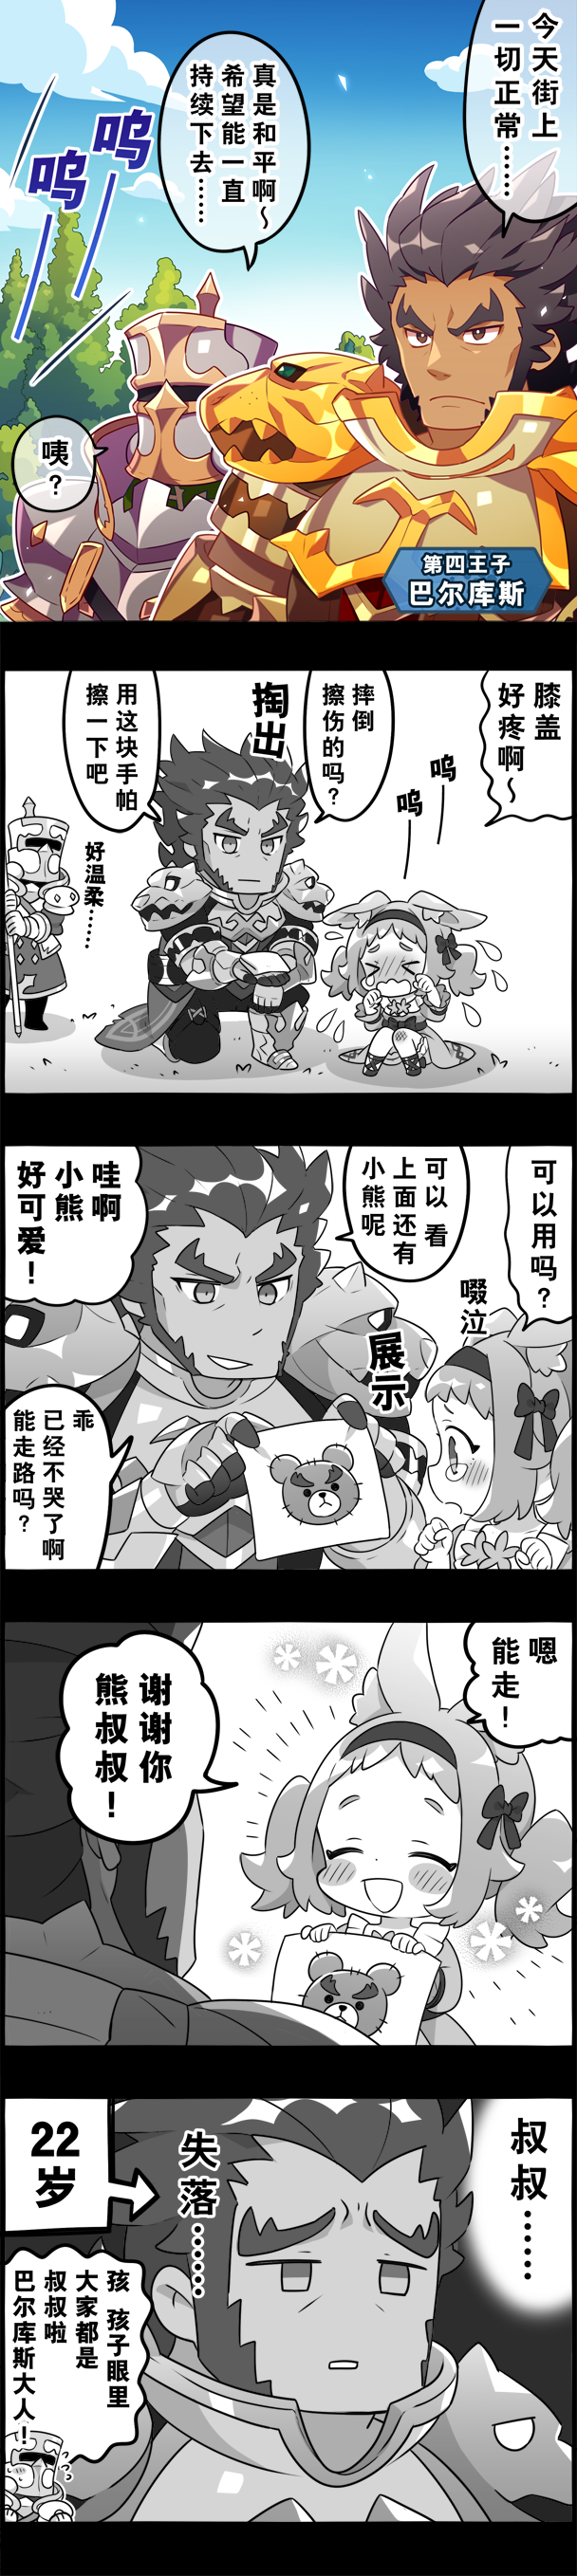 今天街上
一切正常……
真是和平啊～
希望能一直
持续下去……
呜
呜
咦？
第四王子
巴尔库斯
膝盖
好疼啊～
呜
呜
摔倒
擦伤的吗？
掏出
用这块手帕
擦一下吧
好温柔……
可以用吗？
啜泣
可以 看
上面还有
小熊呢
展示
哇啊
小熊
好可爱！
乖
已经不哭了啊
能走路吗？
嗯
能走！
谢谢你
熊叔叔！
叔叔……
失落……
22
岁
孩 孩子眼里
大家都是
叔叔啦
巴尔库斯大人！